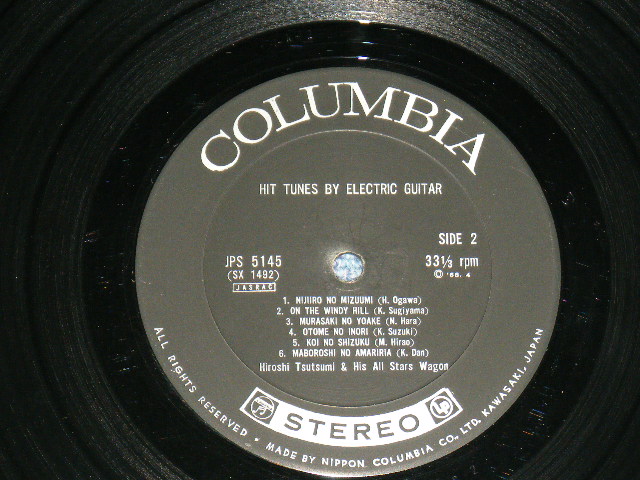 COLUMBIA
HIT TUNES BY ELECTRIC GUITAR
SIDE 2
JPS 5145
(SX 1492)
JASRAC
33⅓ rpm
Ⓒ '68. 4
1. NIJIIRO NO MIZUUMI (H. Ogawa)
2. ON THE WINDY HILL (K. Sugiyama)
3. MURASAKI NO YOAKE (N. Hara)
4. OTOME NO INORI (K. Suzuki)
5. KOI NO SHIZUKU (M. Hirao)
6. MABOROSHI NO AMARIRIA (K. Dan)
Hiroshi Tsutsumi & His All Stars Wagon
STEREO
LP
ALL RIGHTS RESERVED • MADE BY NIPPON COLUMBIA CO., LTD. KAWASAKI, JAPAN